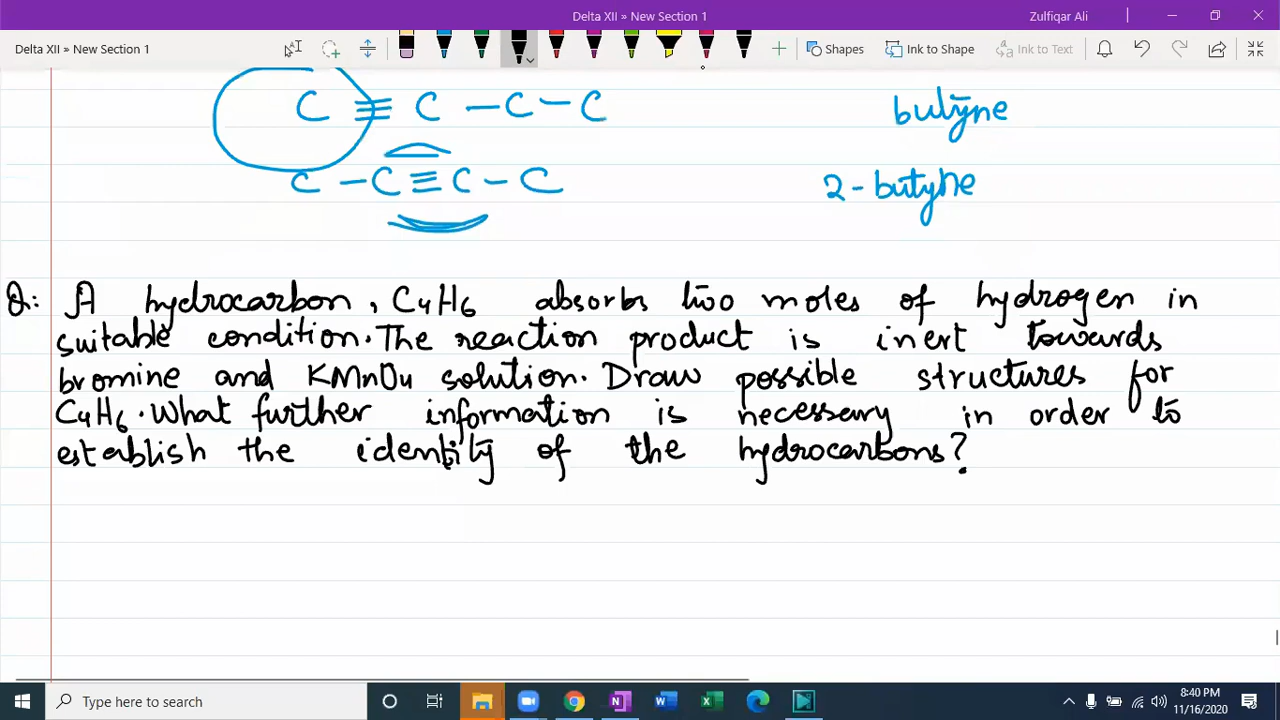 Delta XII » New Section 1
Zulfiqar Ali
Delta XII » New Section 1
Shapes
Ink to Shape
Ink to Text
C ≡ C - C - C
butyne
C - C ≡ C - C
2 - butyne
Q: A hydrocarbon, C4H6 absorbs two moles of hydrogen in
suitable condition. The reaction product is inert towards
bromine and KMnO4 solution. Draw possible structures for
C4H6. What further information is necessary in order to
establish the identity of the hydrocarbons?
Type here to search
8:40 PM
11/16/2020